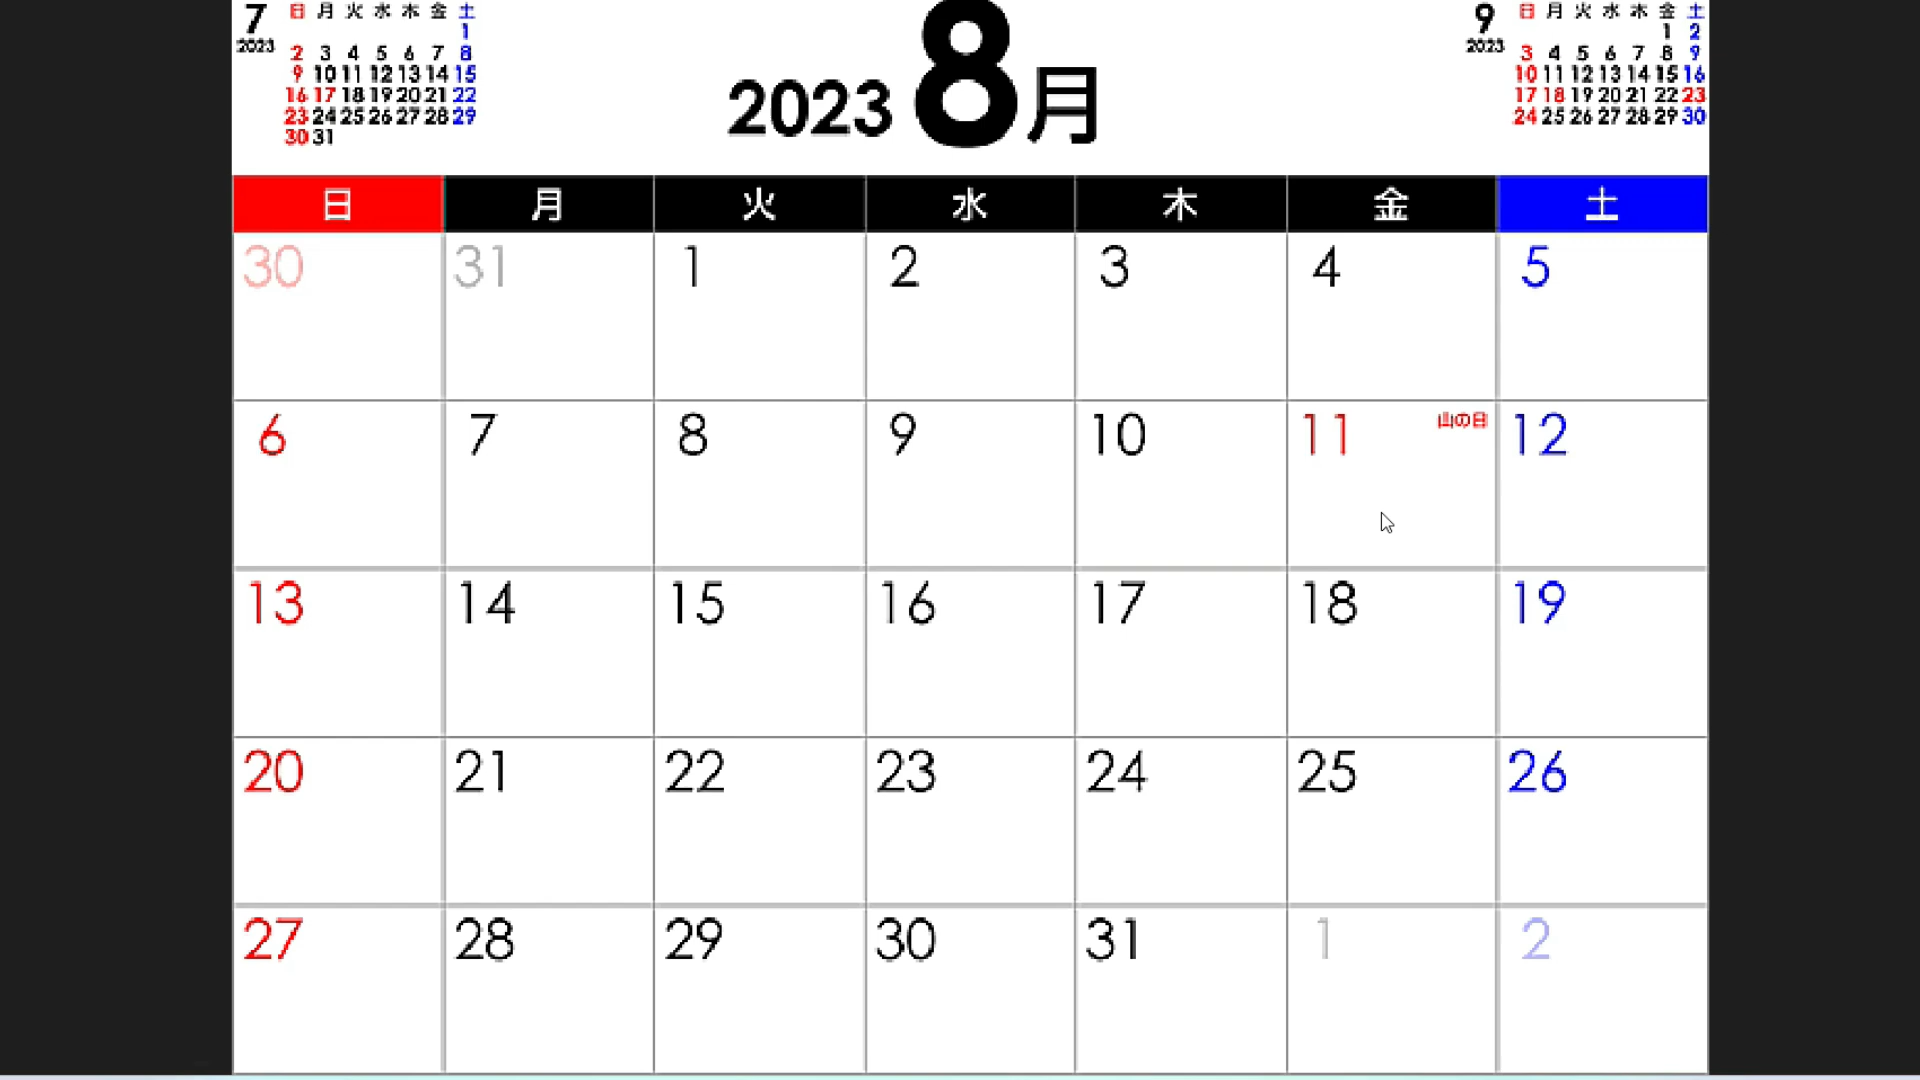 7
2023
日 月 火 水 木 金 土
1
2 3 4 5 6 7 8
9 10 11 12 13 14 15
16 17 18 19 20 21 22
23 24 25 26 27 28 29
30 31
2023 8月
9
2023
日 月 火 水 木 金 土
1 2
3 4 5 6 7 8 9
10 11 12 13 14 15 16
17 18 19 20 21 22 23
24 25 26 27 28 29 30
日 月 火 水 木 金 土
30 31 1 2 3 4 5
6 7 8 9 10 11 山の日 12
13 14 15 16 17 18 19
20 21 22 23 24 25 26
27 28 29 30 31 1 2